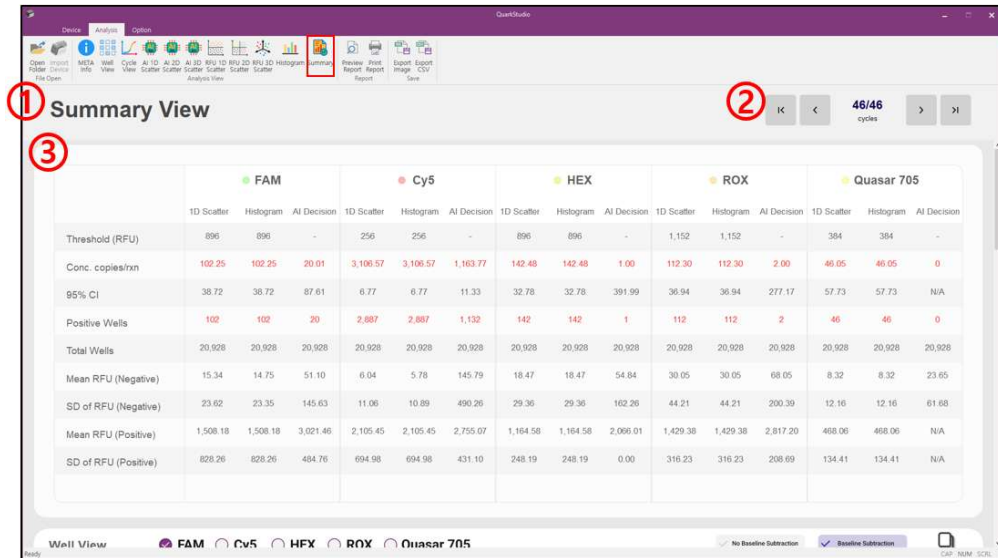 QuarkStudio
Device Analysis Option
Open Folder Import Device META Info Well View Cycle View AI 1D Scatter AI 2D Scatter AI 3D Scatter RFU 1D Scatter RFU 2D Scatter RFU 3D Scatter Histogram Summary Preview Report Print Report Export Image Export CSV
File Open Analysis View Report Save
① Summary View ② 46/46
cycles
③
FAM Cy5 HEX ROX Quasar 705
1D Scatter Histogram AI Decision 1D Scatter Histogram AI Decision 1D Scatter Histogram AI Decision 1D Scatter Histogram AI Decision 1D Scatter Histogram AI Decision
Threshold (RFU) 896 896 - 256 256 - 896 896 - 1,152 1,152 - 384 384 -
Conc. copies/rxn 102.25 102.25 20.01 3,106.57 3,106.57 1,163.77 142.48 142.48 1.00 112.30 112.30 2.00 46.05 46.05 0
95% CI 38.72 38.72 87.61 6.77 6.77 11.33 32.78 32.78 391.99 36.94 36.94 277.17 57.73 57.73 N/A
Positive Wells 102 102 20 2,887 2,887 1,132 142 142 1 112 112 2 46 46 0
Total Wells 20,928 20,928 20,928 20,928 20,928 20,928 20,928 20,928 20,928 20,928 20,928 20,928 20,928 20,928 20,928
Mean RFU (Negative) 15.34 14.75 51.10 6.04 5.78 145.79 18.47 18.47 54.84 30.05 30.05 68.05 8.32 8.32 23.65
SD of RFU (Negative) 23.62 23.35 145.63 11.06 10.89 490.26 29.36 29.36 162.26 44.21 44.21 200.39 12.16 12.16 61.68
Mean RFU (Positive) 1,508.18 1,508.18 3,021.46 2,105.45 2,105.45 2,755.07 1,164.58 1,164.58 2,066.01 1,429.38 1,429.38 2,817.20 468.06 468.06 N/A
SD of RFU (Positive) 828.26 828.26 484.76 694.98 694.98 431.10 248.19 248.19 0.00 316.23 316.23 208.69 134.41 134.41 N/A
Well View FAM Cy5 HEX ROX Quasar 705 No Baseline Subtraction Baseline Subtraction
Ready CAP NUM SCRL